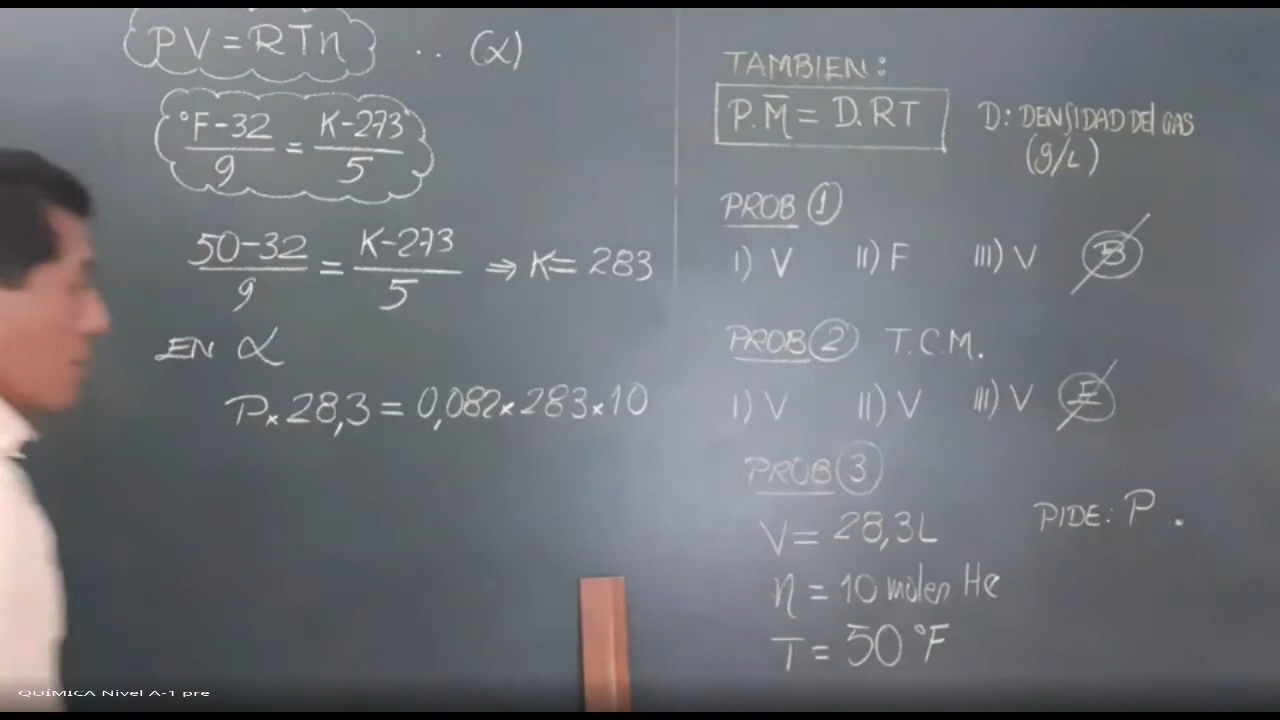 PV = RTn .. (α)
°F-32/9 = K-273/5
50-32/9 = K-273/5 ⇒ K= 283
EN α
P×28,3 = 0,082×283×10
TAMBIEN:
P.M̄ = D.RT
D: DENSIDAD DEl GAS
(g/L)
PROB 1
I) V II) F III) V B
PROB 2 T.C.M.
I) V II) V III) V E
PROB 3
V = 28,3L
PIDE: P.
n = 10 moles He
T = 50°F
QUÍMICA Nivel A-1 pre